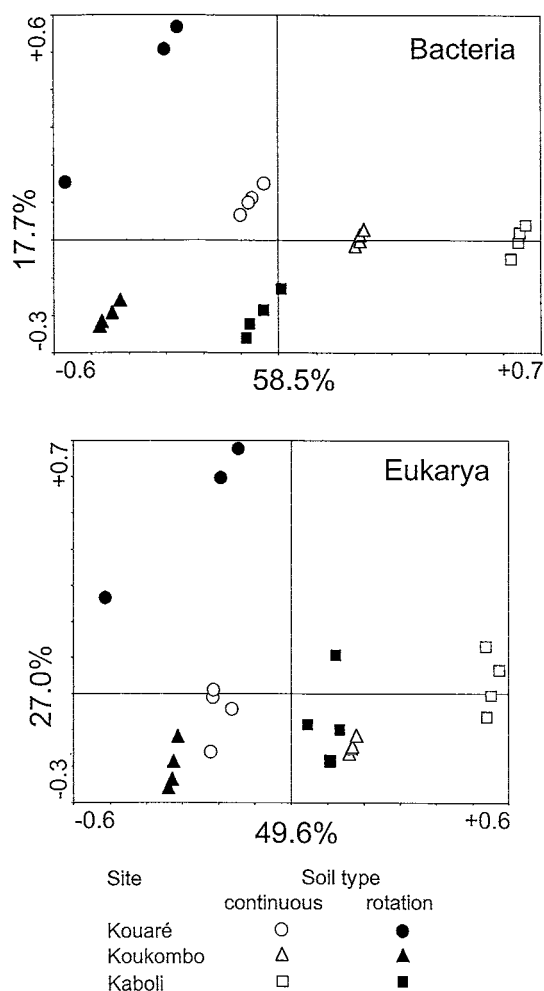 +0.6
Bacteria
17.7%
-0.3
-0.6
58.5%
+0.7
+0.7
Eukarya
27.0%
-0.3
-0.6
49.6%
+0.6
Site
Soil type
continuous
rotation
Kouaré
Koukombo
Kaboli